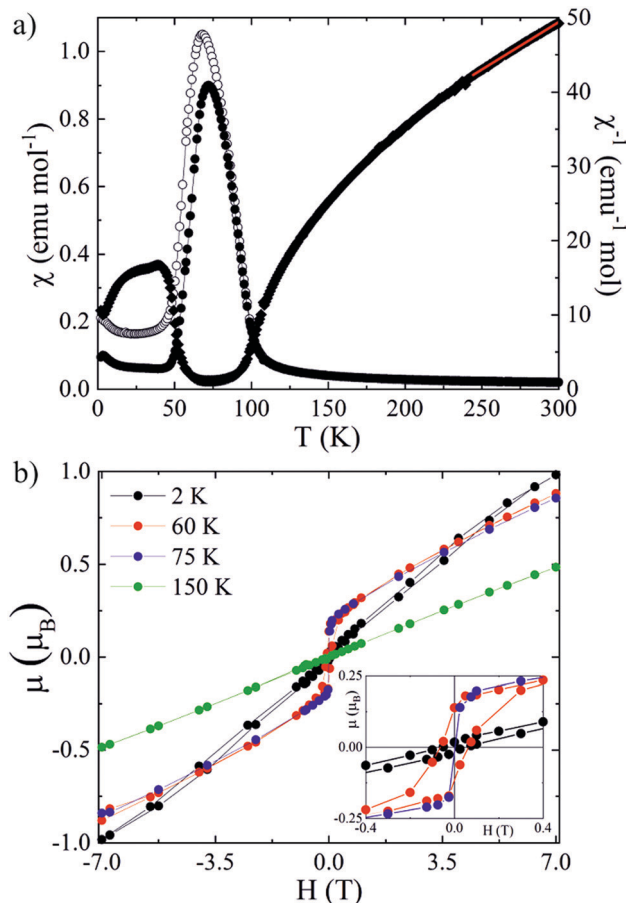 a)
1.0
0.8
0.6
0.4
0.2
0.0
χ (emu mol⁻¹)
50
40
30
20
10
0
χ⁻¹ (emu⁻¹ mol)
0 50 100 150 200 250 300
T (K)
b)
1.0
0.5
0.0
-0.5
-1.0
μ (μB)
2 K
60 K
75 K
150 K
0.25
0.00
-0.25
μ (μB)
-0.4 0.0 0.4
H (T)
-7.0 -3.5 0.0 3.5 7.0
H (T)